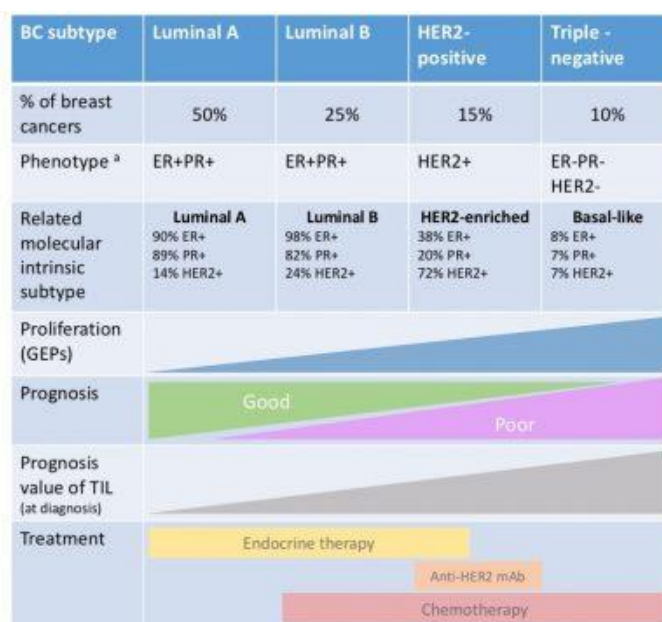 BC subtype
Luminal A
Luminal B
HER2-
positive
Triple -
negative
% of breast
cancers
50%
25%
15%
10%
Phenotype a
ER+PR+
ER+PR+
HER2+
ER-PR-
HER2-
Related
molecular
intrinsic
subtype
Luminal A
90% ER+
89% PR+
14% HER2+
Luminal B
98% ER+
82% PR+
24% HER2+
HER2-enriched
38% ER+
20% PR+
72% HER2+
Basal-like
8% ER+
7% PR+
7% HER2+
Proliferation
(GEPs)
Prognosis
Good
Poor
Prognosis
value of TIL
(at diagnosis)
Treatment
Endocrine therapy
Anti-HER2 mAb
Chemotherapy